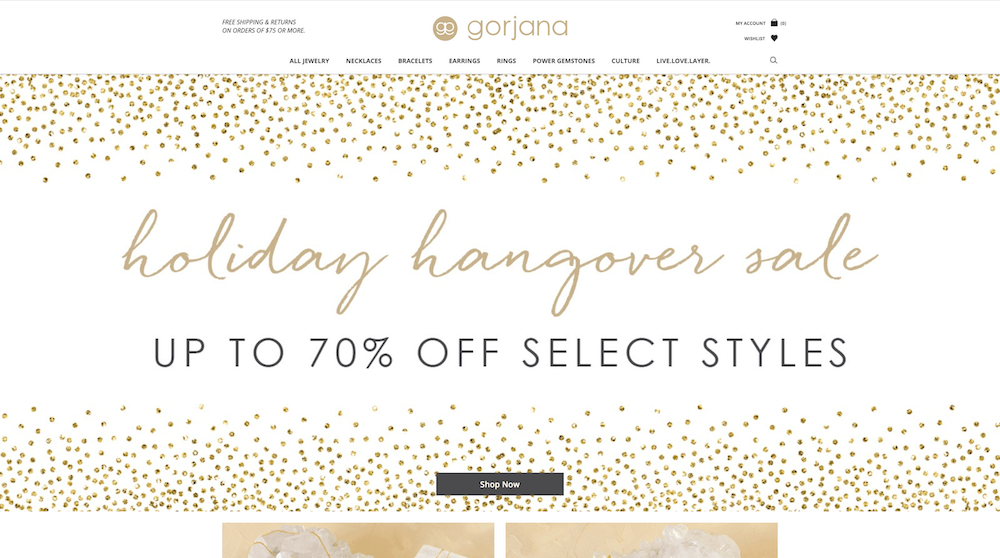 FREE SHIPPING & RETURNS
ON ORDERS OF $75 OR MORE.
gorjana
MY ACCOUNT (0)
WISHLIST
ALL JEWELRY NECKLACES BRACELETS EARRINGS RINGS POWER GEMSTONES CULTURE LIVE.LOVE.LAYER.
holiday hangover sale
UP TO 70% OFF SELECT STYLES
Shop Now